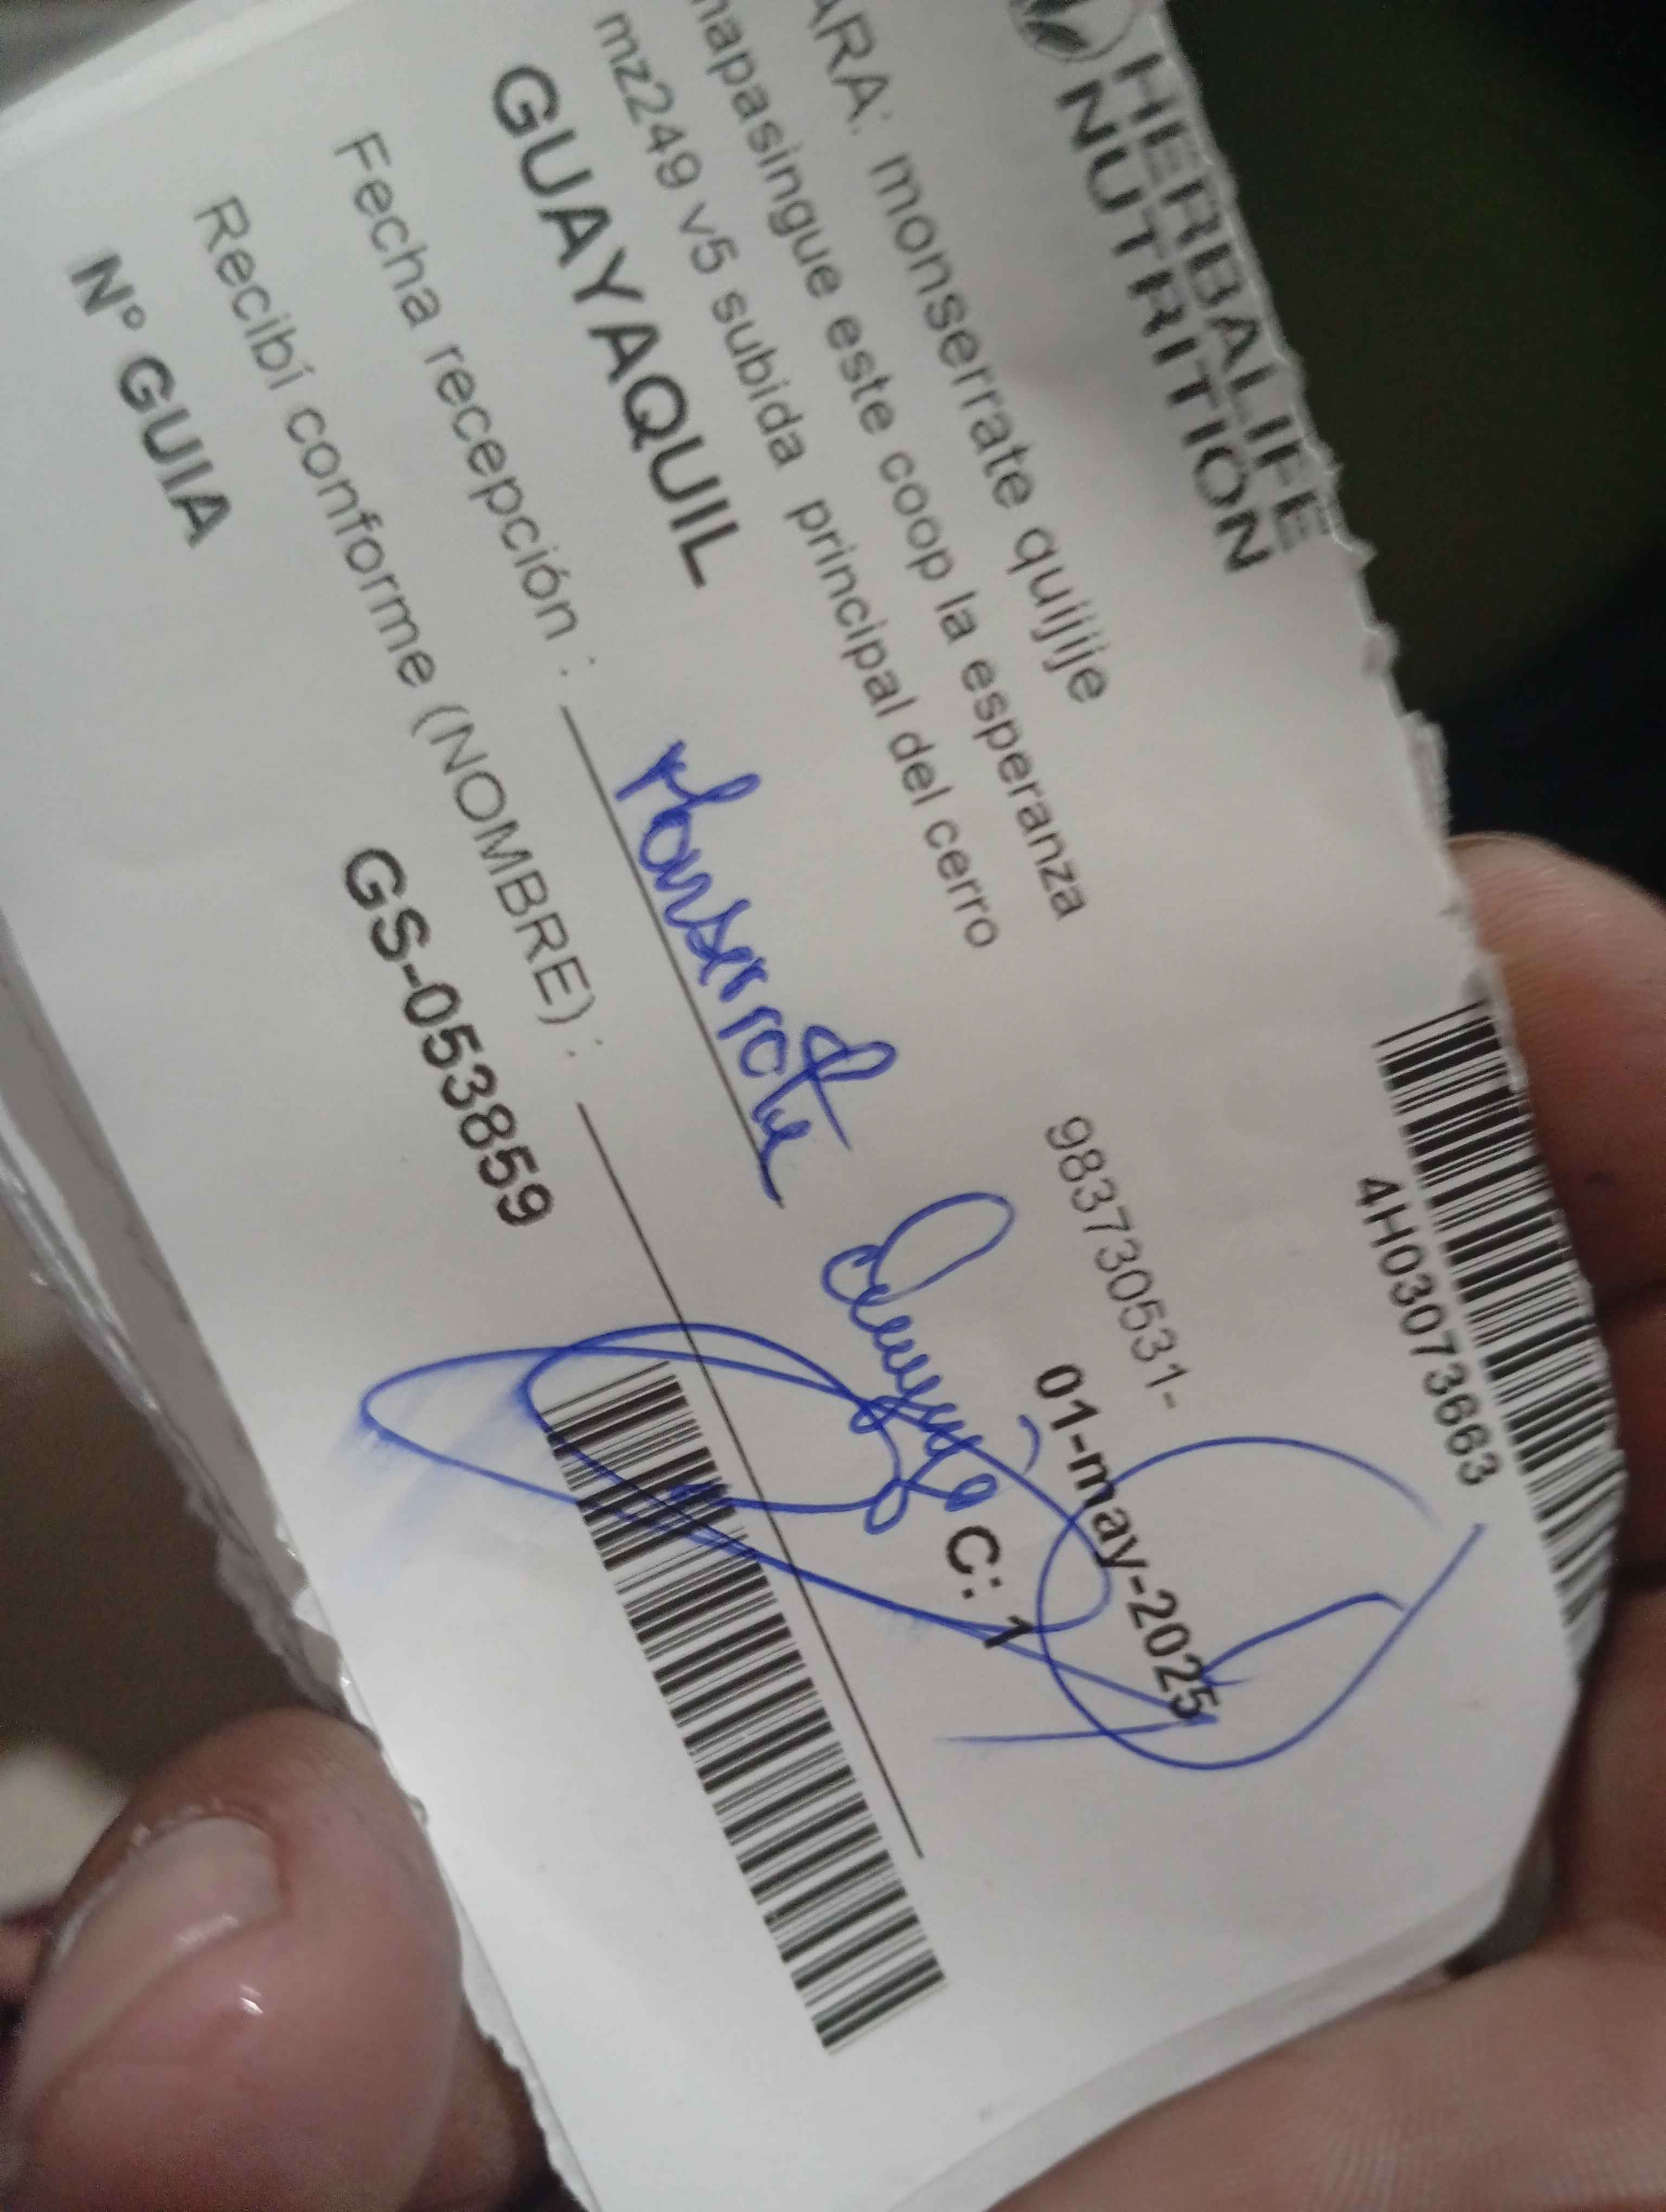 HERBALIFE
NUTRITION
4H03073663
ARA: monserrate quijije
mapasingue este coop la esperanza
983730531-
mz249 v5 subida principal del cerro
01-may-2025
GUAYAQUIL
C: 1
Fecha recepción :
Monserrate
Recibí conforme (NOMBRE) :
N° GUIA
GS-053859